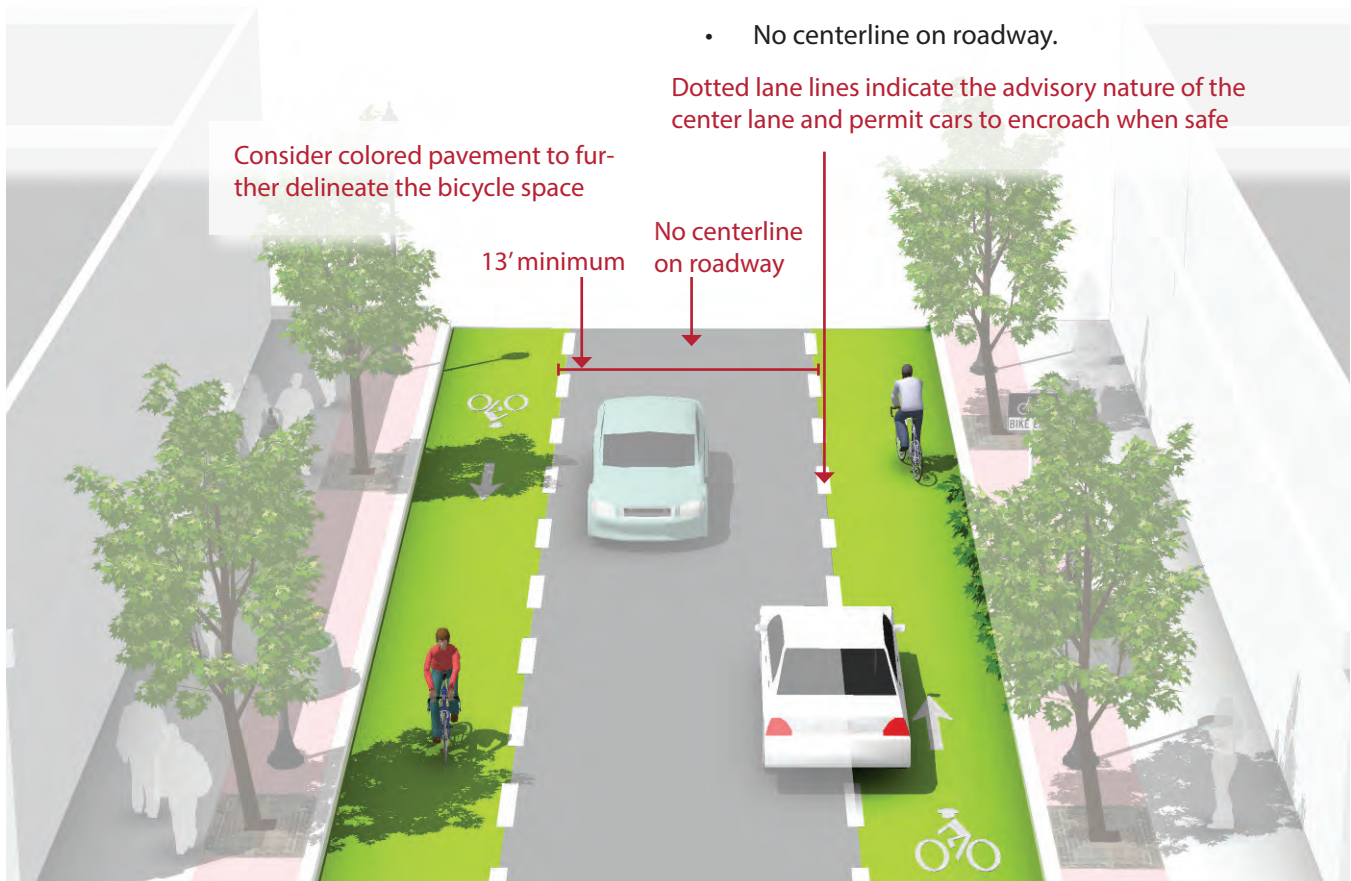 • No centerline on roadway.
Dotted lane lines indicate the advisory nature of the
center lane and permit cars to encroach when safe
Consider colored pavement to fur-
ther delineate the bicycle space
13’ minimum
No centerline
on roadway
BIKE